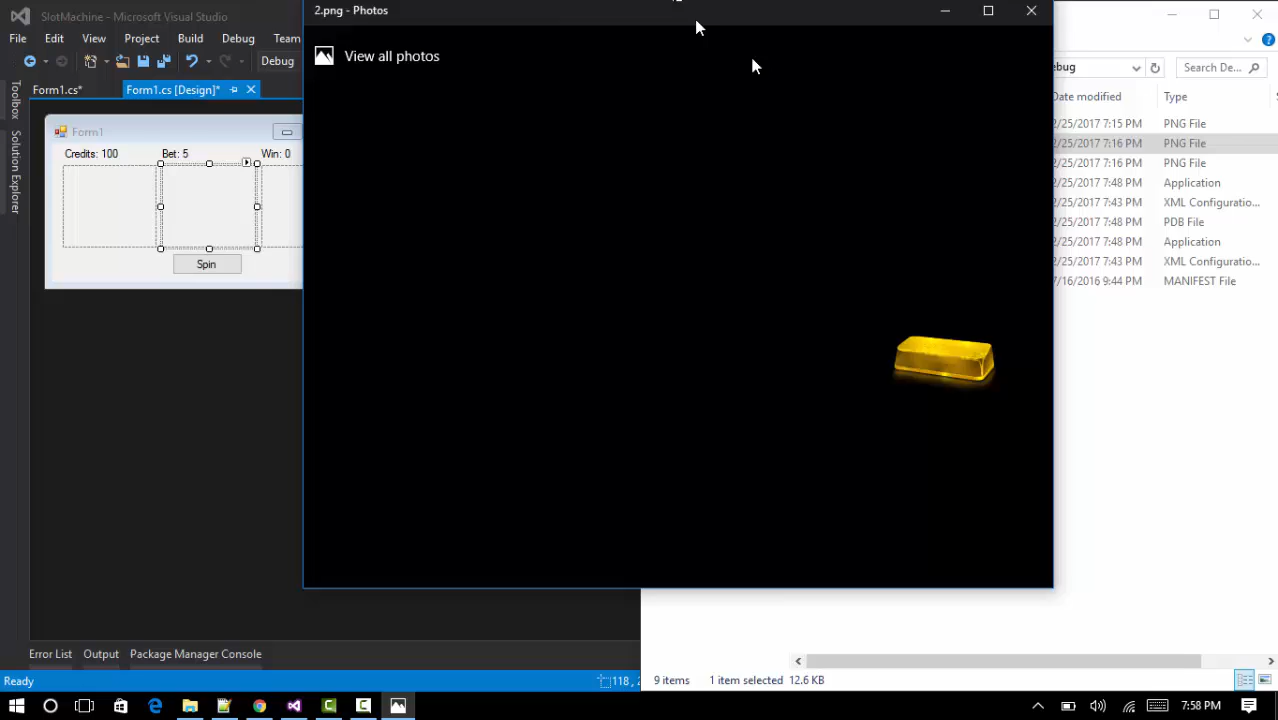 SlotMachine - Microsoft Visual Studio
File Edit View Project Build Debug Team
Debug
Form1.cs* Form1.cs [Design]*
Toolbox
Solution Explorer
Form1
Credits: 100 Bet: 5 Win: 0
Spin
Error List Output Package Manager Console
Ready 118 ,
2.png - Photos
View all photos
ebug Search De...
Date modified Type
2/25/2017 7:15 PM PNG File
2/25/2017 7:16 PM PNG File
2/25/2017 7:16 PM PNG File
2/25/2017 7:48 PM Application
2/25/2017 7:43 PM XML Configuratio...
2/25/2017 7:48 PM PDB File
2/25/2017 7:48 PM Application
2/25/2017 7:43 PM XML Configuratio...
7/16/2016 9:44 PM MANIFEST File
9 items 1 item selected 12.6 KB
7:58 PM